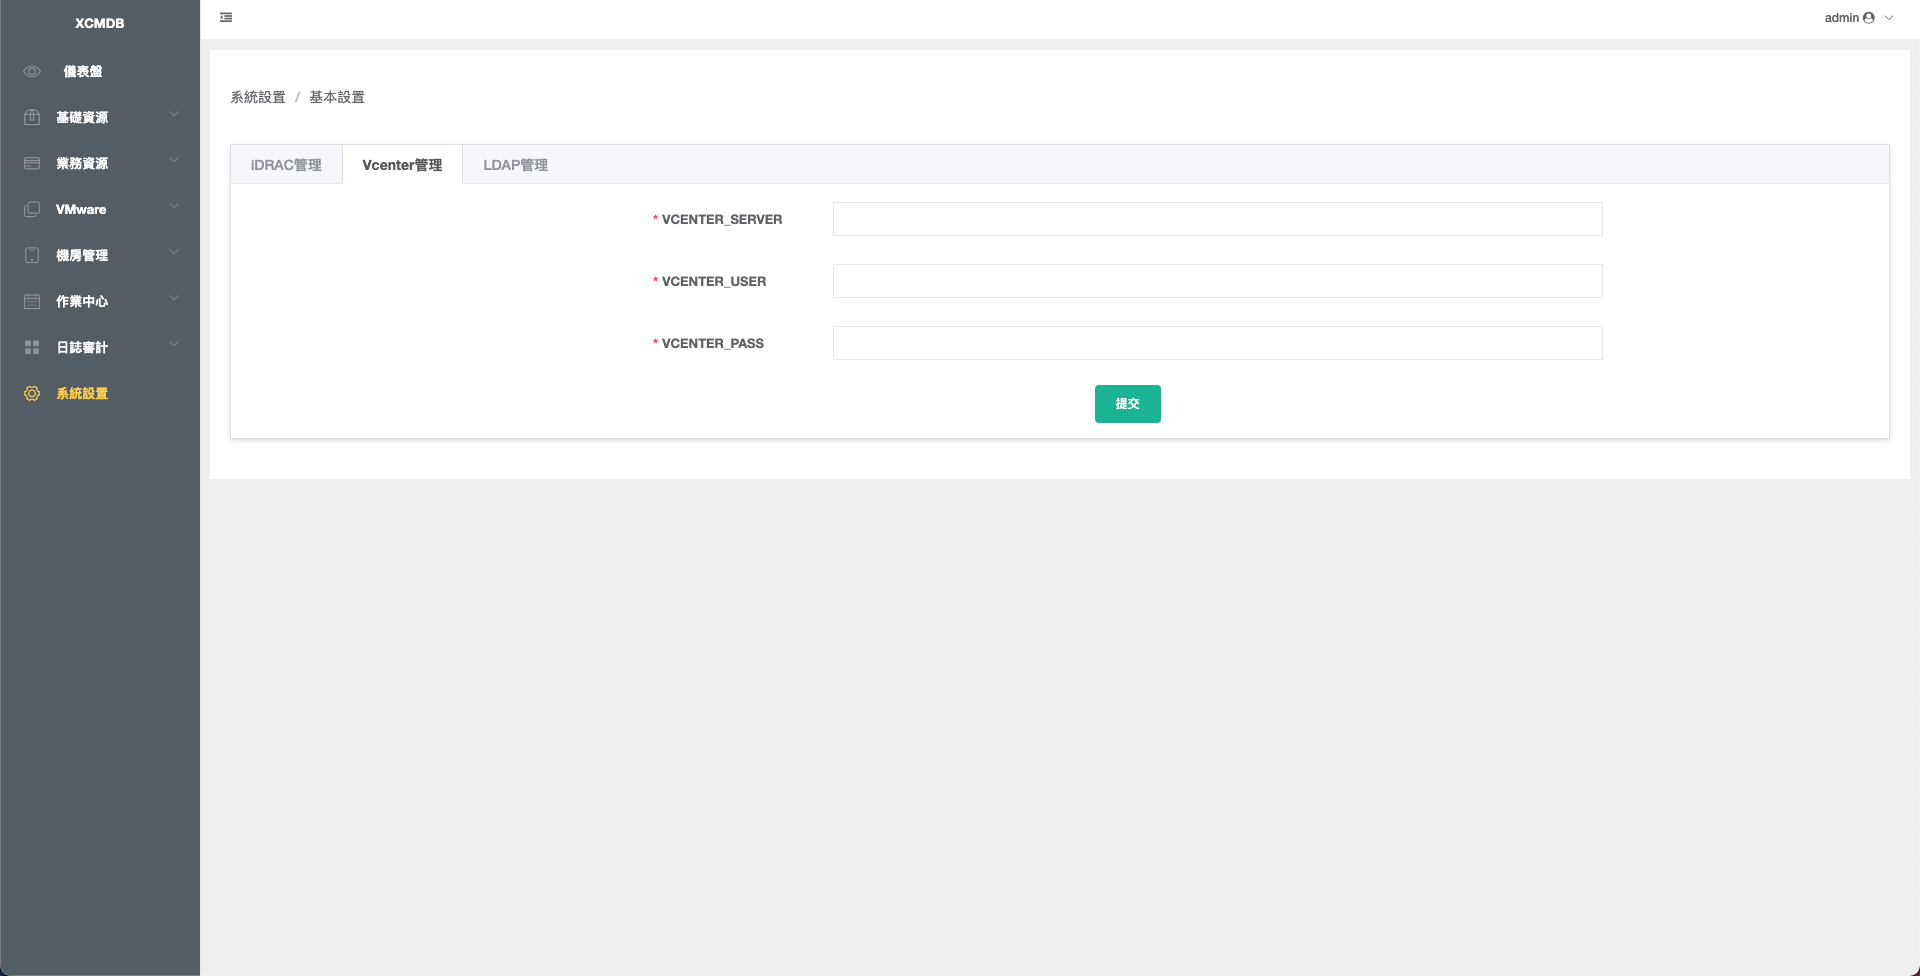 XCMDB
儀表盤
基礎資源
業務資源
VMware
機房管理
作業中心
日誌審計
系統設置
admin
系統設置 / 基本設置
iDRAC管理
Vcenter管理
LDAP管理
* VCENTER_SERVER
* VCENTER_USER
* VCENTER_PASS
提交